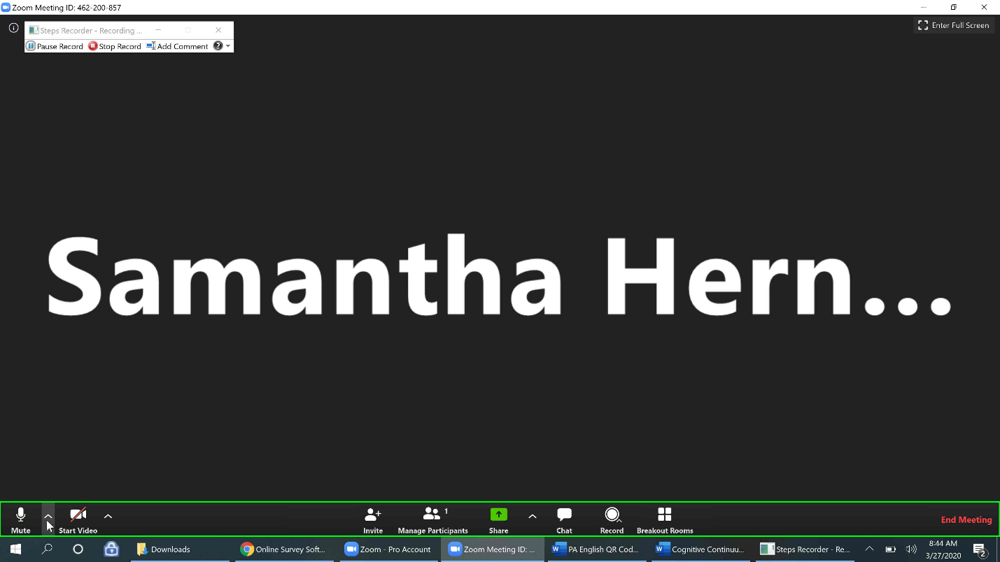 Zoom Meeting ID: 462-200-857
Steps Recorder - Recording ...
Enter Full Screen
Pause Record Stop Record Add Comment
Samantha Hern...
1
Mute Start Video Invite Manage Participants Share Chat Record Breakout Rooms End Meeting
Downloads Online Survey Soft... Zoom - Pro Account Zoom Meeting ID: ... PA English QR Cod... Cognitive Continuu... Steps Recorder - Re... 8:44 AM
3/27/2020 2